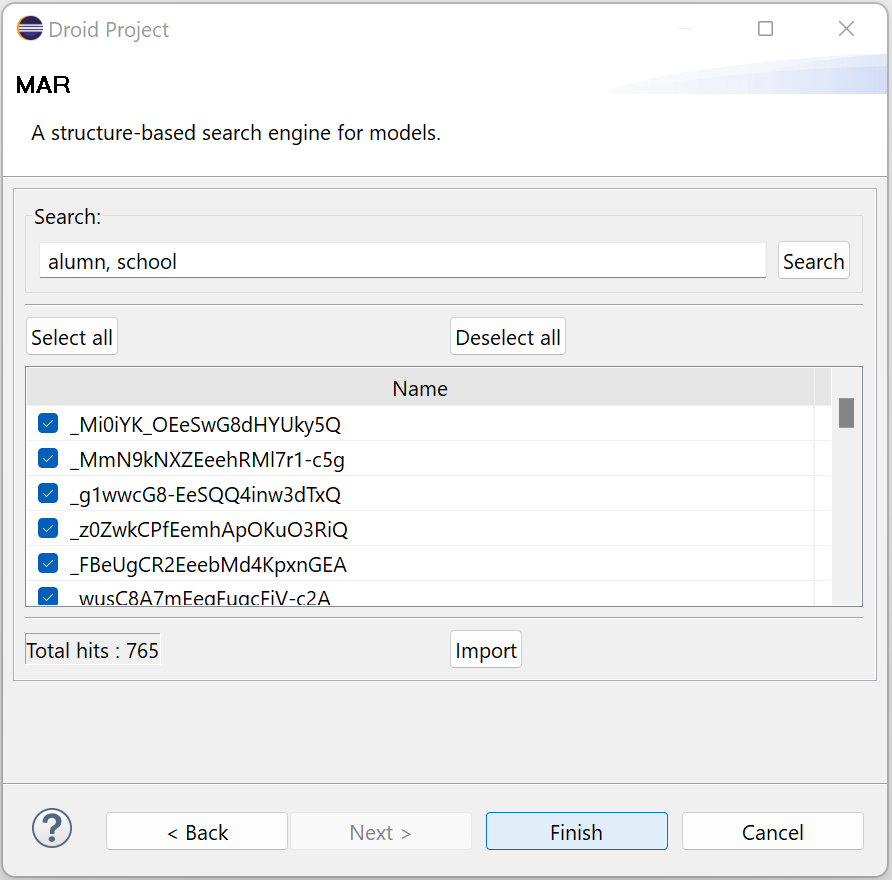 Droid Project
MAR
A structure-based search engine for models.
Search:
alumn, school
Search
Select all
Deselect all
Name
_Mi0iYK_OEeSwG8dHYUky5Q
_MmN9kNXZEeehRMl7r1-c5g
_g1wwcG8-EeSQQ4inw3dTxQ
_z0ZwkCPfEemhApOKuO3RiQ
_FBeUgCR2EeebMd4KpxnGEA
_wusC8A7mEeqFuqcFiV-c2A
Total hits : 765
Import
?
< Back
Next >
Finish
Cancel